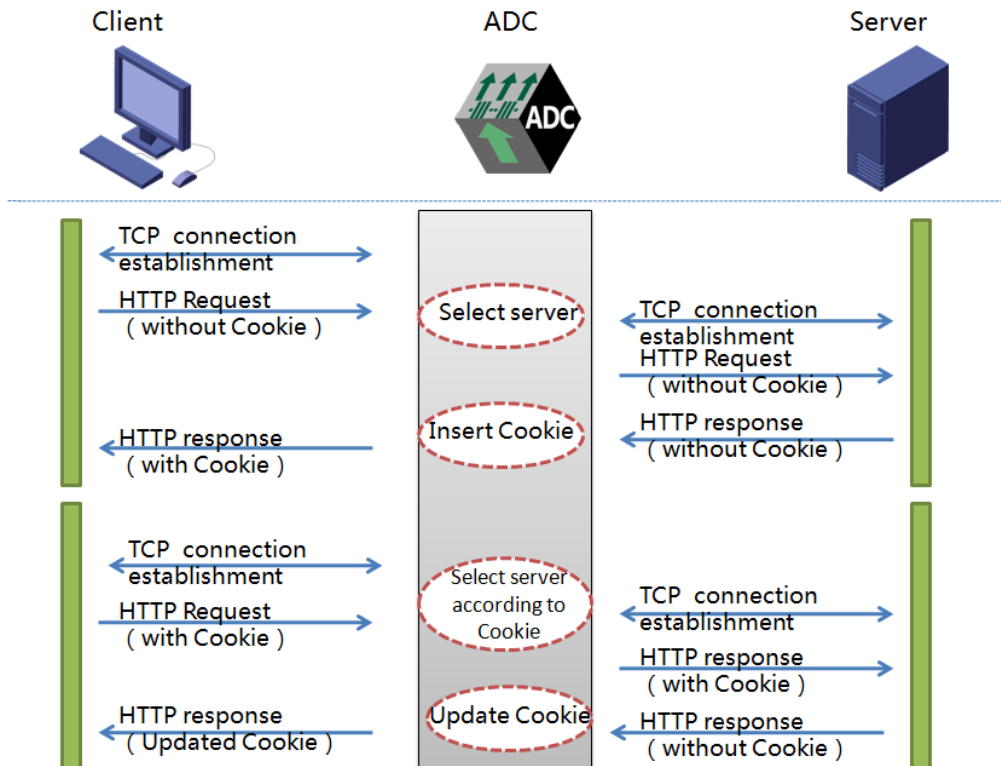 Client
ADC
Server
ADC
TCP connection
establishment
HTTP Request
( without Cookie )
Select server
TCP connection
establishment
HTTP Request
( without Cookie )
Insert Cookie
HTTP response
( without Cookie )
HTTP response
( with Cookie )
TCP connection
establishment
HTTP Request
( with Cookie )
Select server
according to
Cookie
TCP connection
establishment
HTTP response
( with Cookie )
Update Cookie
HTTP response
( without Cookie )
HTTP response
( Updated Cookie )